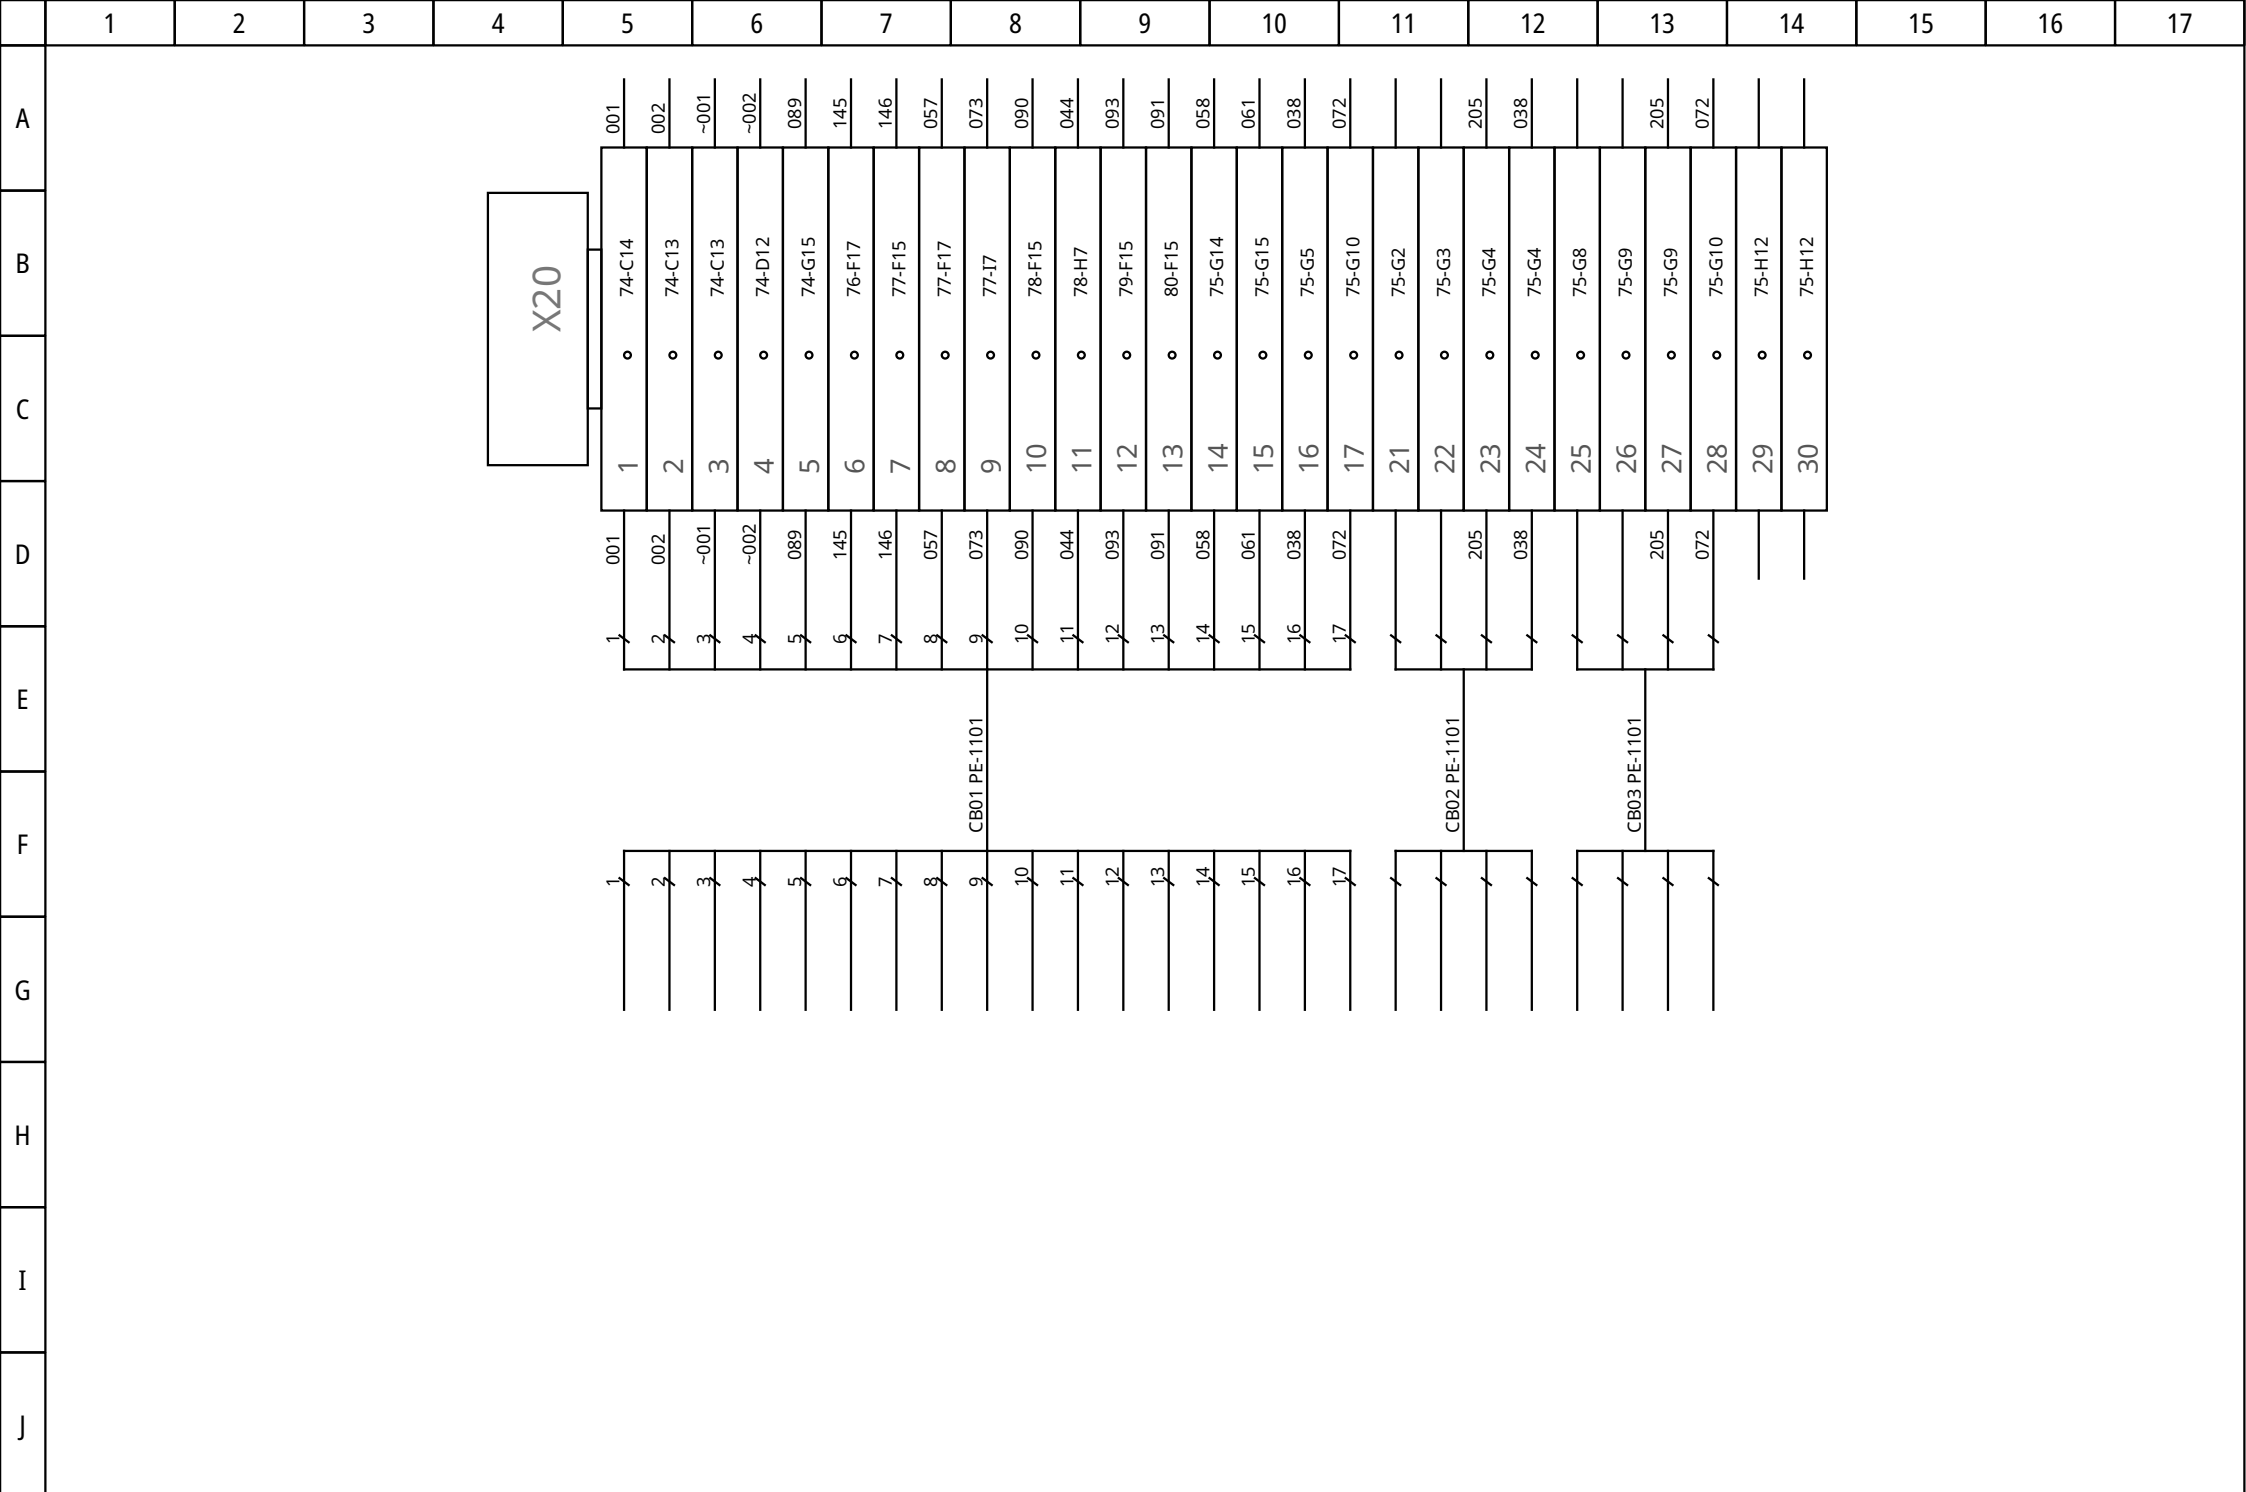 1 2 3 4 5 6 7 8 9 10 11 12 13 14 15 16 17
A
001 002 ~001 ~002 089 145 146 057 073 090 044 093 091 058 061 038 072 205 038 205 072
B
X20
74-C14 74-C13 74-C13 74-D12 74-G15 76-F17 77-F15 77-F17 77-I7 78-F15 78-H7 79-F15 80-F15 75-G14 75-G15 75-G5 75-G10 75-G2 75-G3 75-G4 75-G4 75-G8 75-G9 75-G9 75-G10 75-H12 75-H12
C
1 2 3 4 5 6 7 8 9 10 11 12 13 14 15 16 17 21 22 23 24 25 26 27 28 29 30
D
001 002 ~001 ~002 089 145 146 057 073 090 044 093 091 058 061 038 072 205 038 205 072
1 2 3 4 5 6 7 8 9 10 11 12 13 14 15 16 17
E
CB01 PE-1101 CB02 PE-1101 CB03 PE-1101
F
1 2 3 4 5 6 7 8 9 10 11 12 13 14 15 16 17
G
H
I
J